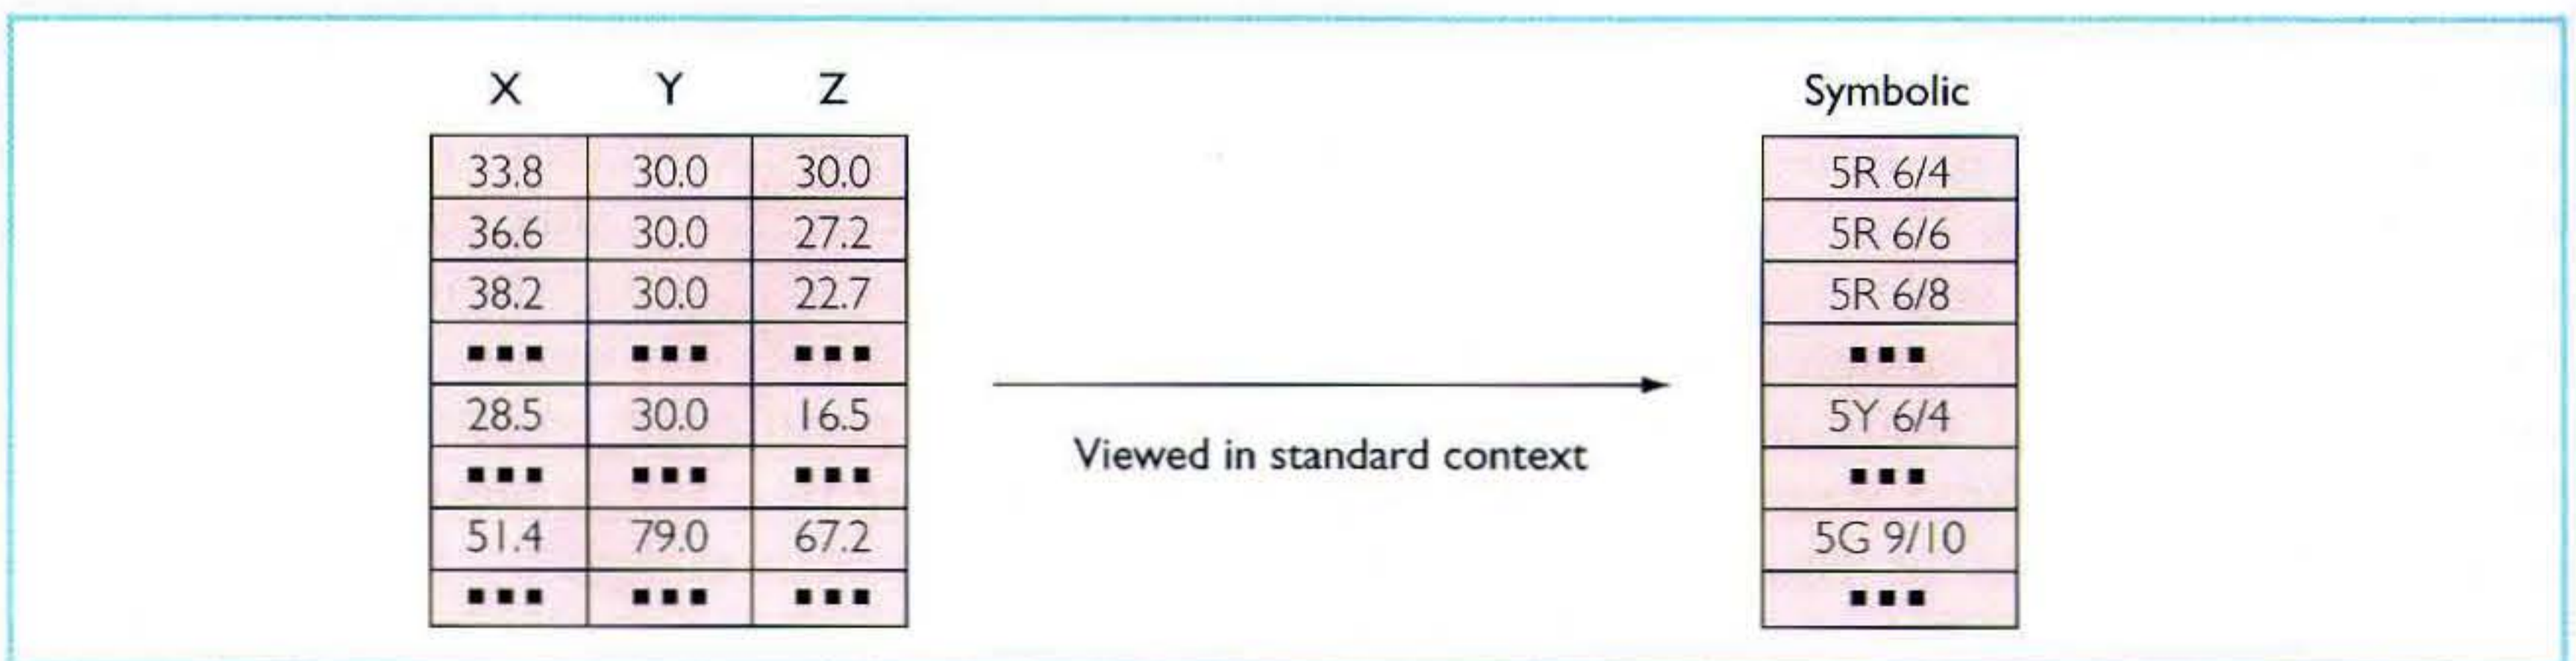 X Y Z Symbolic
33.8 30.0 30.0 5R 6/4
36.6 30.0 27.2 5R 6/6
38.2 30.0 22.7 5R 6/8
▪▪▪ ▪▪▪ ▪▪▪ ▪▪▪
28.5 30.0 16.5 5Y 6/4
Viewed in standard context
▪▪▪ ▪▪▪ ▪▪▪ ▪▪▪
51.4 79.0 67.2 5G 9/10
▪▪▪ ▪▪▪ ▪▪▪ ▪▪▪